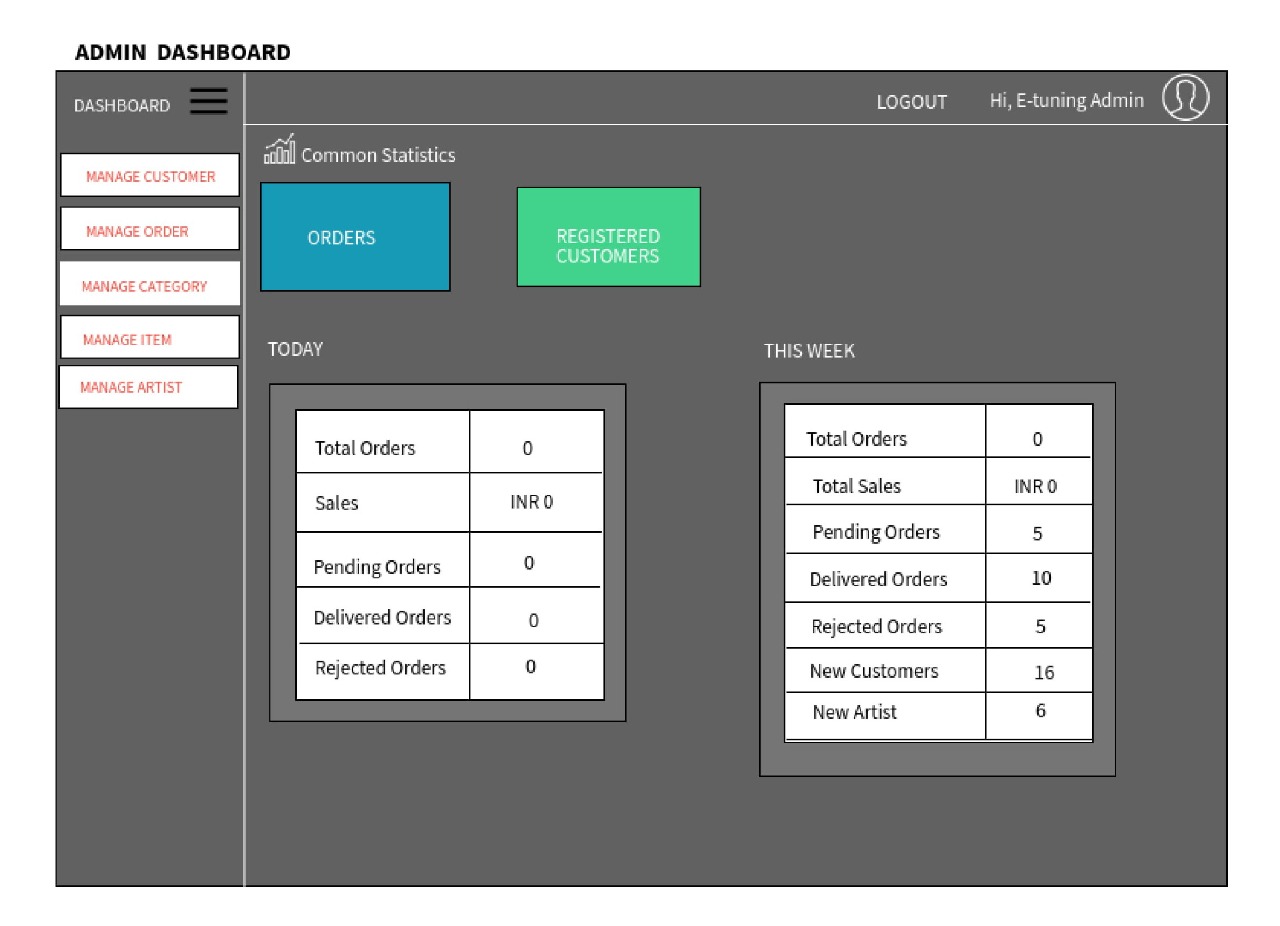 ADMIN DASHBOARD
DASHBOARD
LOGOUT
Hi, E-tuning Admin
MANAGE CUSTOMER
MANAGE ORDER
MANAGE CATEGORY
MANAGE ITEM
MANAGE ARTIST
Common Statistics
ORDERS
REGISTERED
CUSTOMERS
TODAY
Total Orders 0
Sales INR 0
Pending Orders 0
Delivered Orders 0
Rejected Orders 0
THIS WEEK
Total Orders 0
Total Sales INR 0
Pending Orders 5
Delivered Orders 10
Rejected Orders 5
New Customers 16
New Artist 6